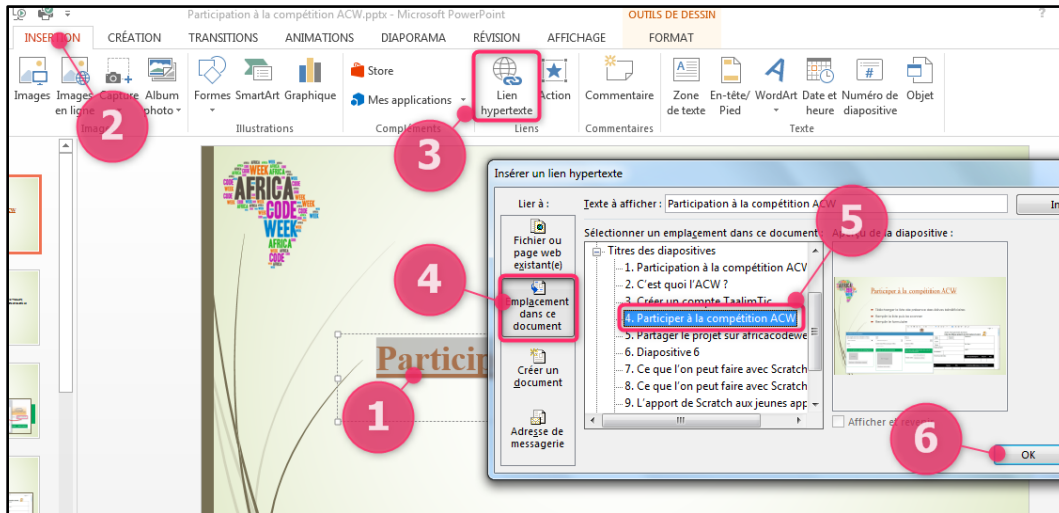 Participation à la compétition ACW.pptx - Microsoft PowerPoint
OUTILS DE DESSIN
?
INSERTION CRÉATION TRANSITIONS ANIMATIONS DIAPORAMA RÉVISION AFFICHAGE FORMAT
Images Images en ligne Capture Album photo
Formes SmartArt Graphique
Store
Mes applications
Lien hypertexte
Action
Commentaire
Zone de texte
En-tête/ Pied
WordArt
Date et heure
Numéro de diapositive
Objet
Illustrations
Compléments
Liens
Commentaires
Texte
2
3
AFRICA
CODE
WEEK
AFRICA
CODE
Particip
1
Insérer un lien hypertexte
Lier à :
Texte à afficher : Participation à la compétition ACW
5
Fichier ou
page web
existant(e)
4
Emplacement
dans ce
document
Créer un
document
Adresse de
messagerie
Sélectionner un emplacement dans ce document :
Aperçu de la diapositive :
Titres des diapositives
1. Participation à la compétition ACW
2. C'est quoi l'ACW ?
3. Créer un compte TaalimTic
4. Participer à la compétition ACW
5. Partager le projet sur africacodewe
6. Diapositive 6
7. Ce que l'on peut faire avec Scratch
8. Ce que l'on peut faire avec Scratch
9. L'apport de Scratch aux jeunes app
Participer à la compétition ACW
Afficher et reve
6
OK